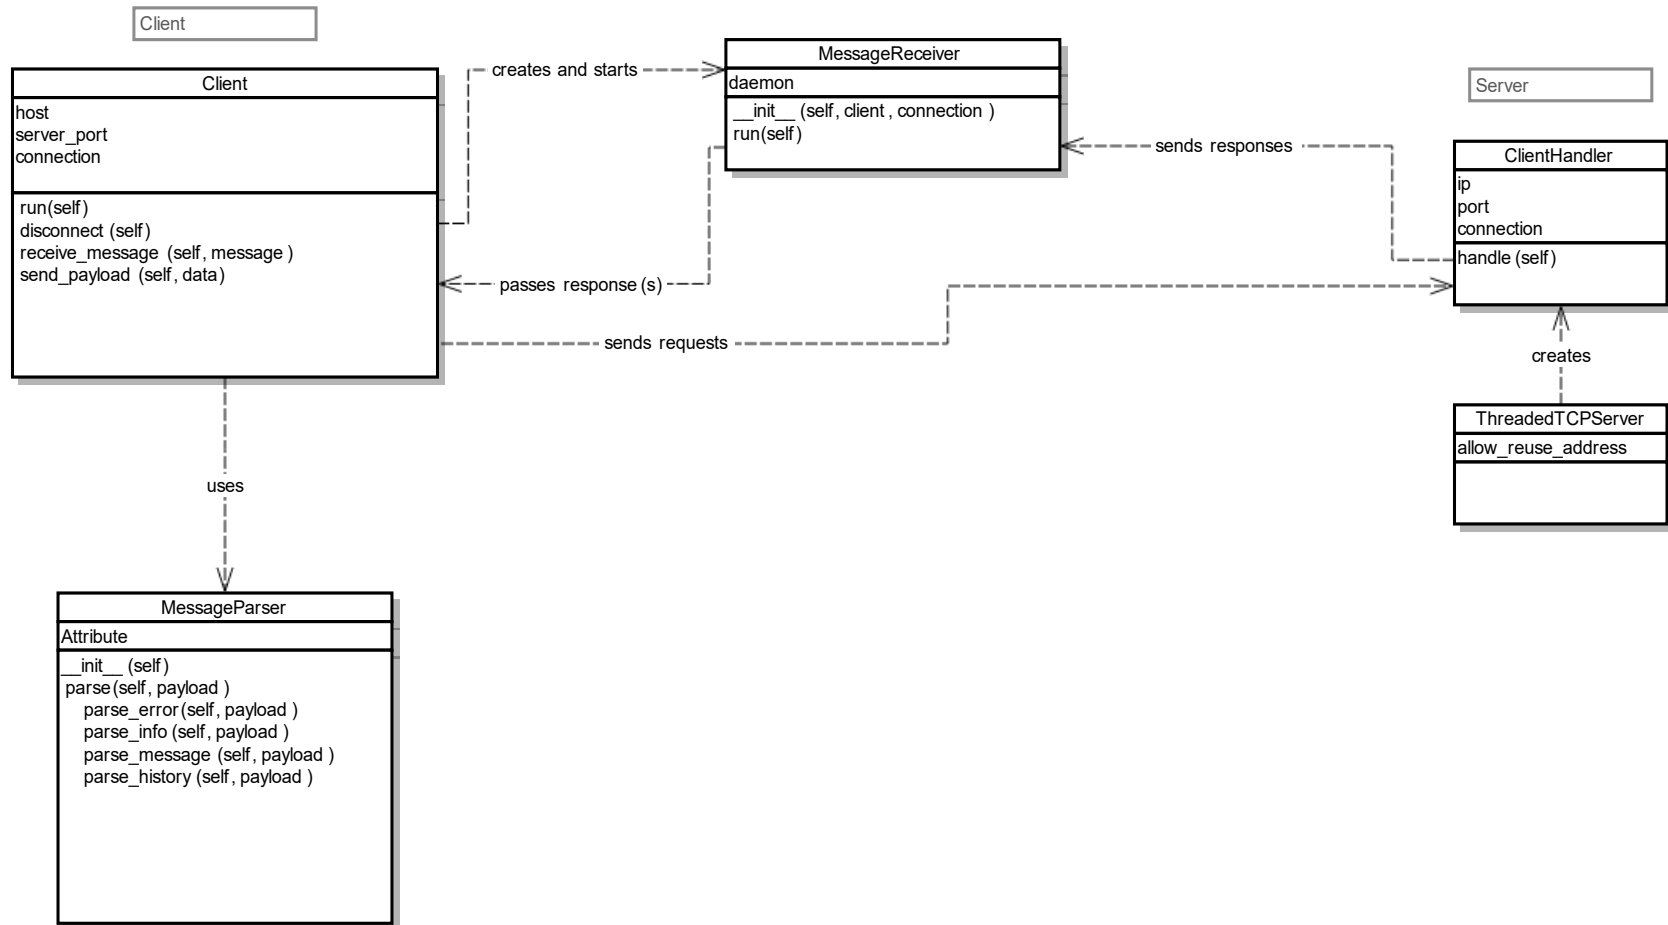 Client
Client
host
server_port
connection
run(self)
disconnect (self)
receive_message (self, message )
send_payload (self, data)
creates and starts
MessageReceiver
daemon
__init__ (self, client , connection )
run(self)
passes response (s)
sends responses
sends requests
Server
ClientHandler
ip
port
connection
handle (self)
creates
ThreadedTCPServer
allow_reuse_address
uses
MessageParser
Attribute
__init__ (self)
parse(self, payload )
parse_error(self, payload )
parse_info (self, payload )
parse_message (self, payload )
parse_history (self, payload )